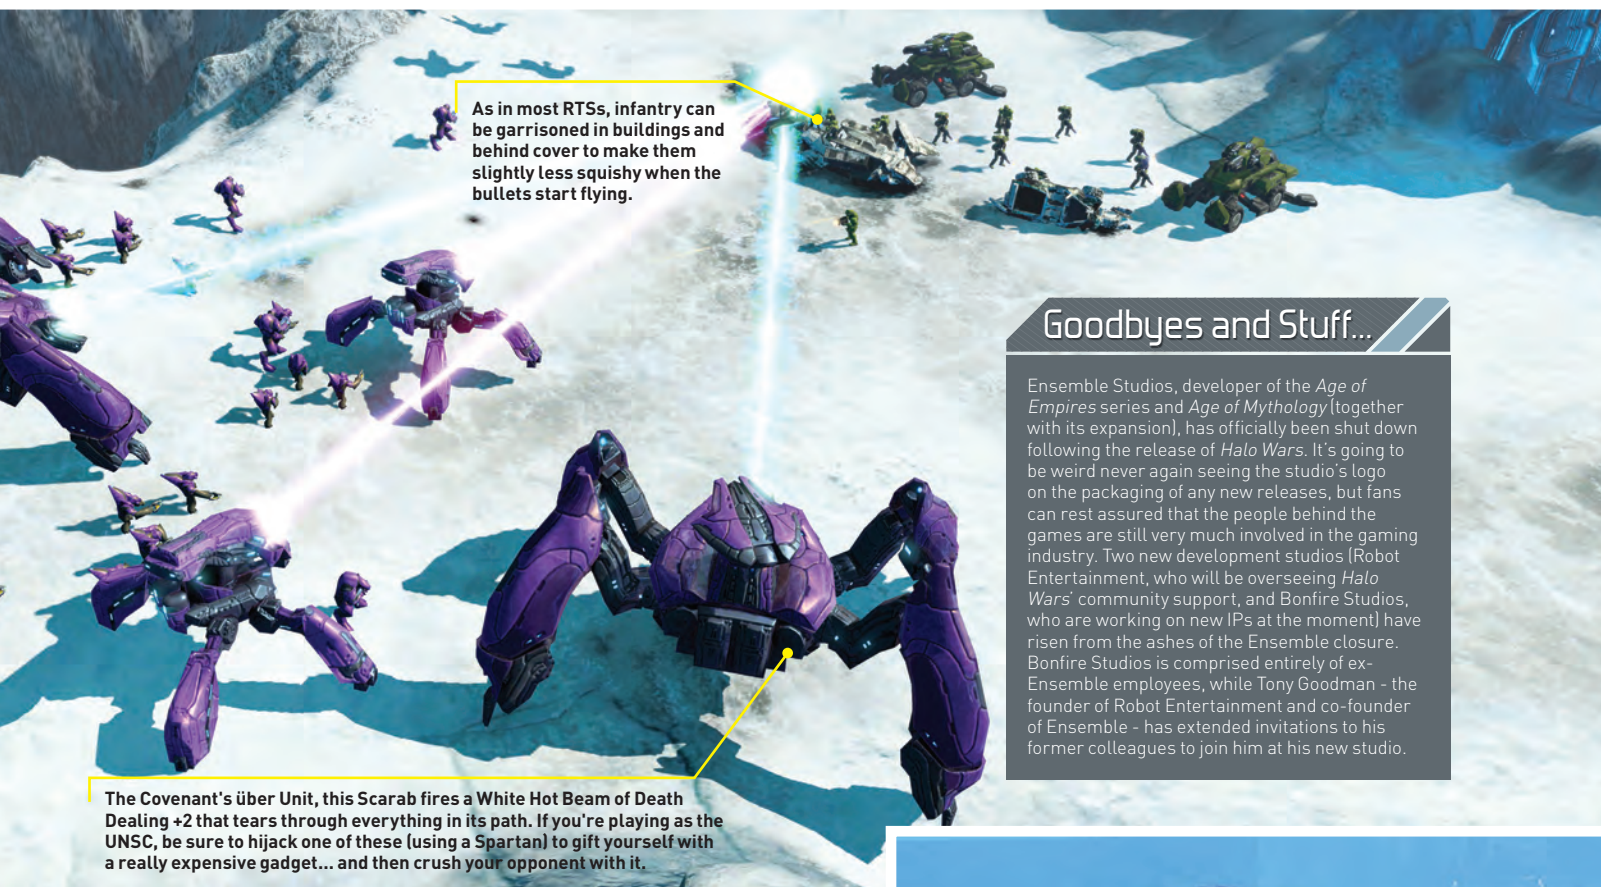 As in most RTSs, infantry can
be garrisoned in buildings and
behind cover to make them
slightly less squishy when the
bullets start flying.
Goodbyes and Stuff...
Ensemble Studios, developer of the Age of
Empires series and Age of Mythology (together
with its expansion), has officially been shut down
following the release of Halo Wars. It's going to
be weird never again seeing the studio's logo
on the packaging of any new releases, but fans
can rest assured that the people behind the
games are still very much involved in the gaming
industry. Two new development studios (Robot
Entertainment, who will be overseeing Halo
Wars' community support, and Bonfire Studios,
who are working on new IPs at the moment) have
risen from the ashes of the Ensemble closure.
Bonfire Studios is comprised entirely of ex-
Ensemble employees, while Tony Goodman - the
founder of Robot Entertainment and co-founder
of Ensemble - has extended invitations to his
former colleagues to join him at his new studio.
The Covenant's über Unit, this Scarab fires a White Hot Beam of Death
Dealing +2 that tears through everything in its path. If you're playing as the
UNSC, be sure to hijack one of these (using a Spartan) to gift yourself with
a really expensive gadget... and then crush your opponent with it.